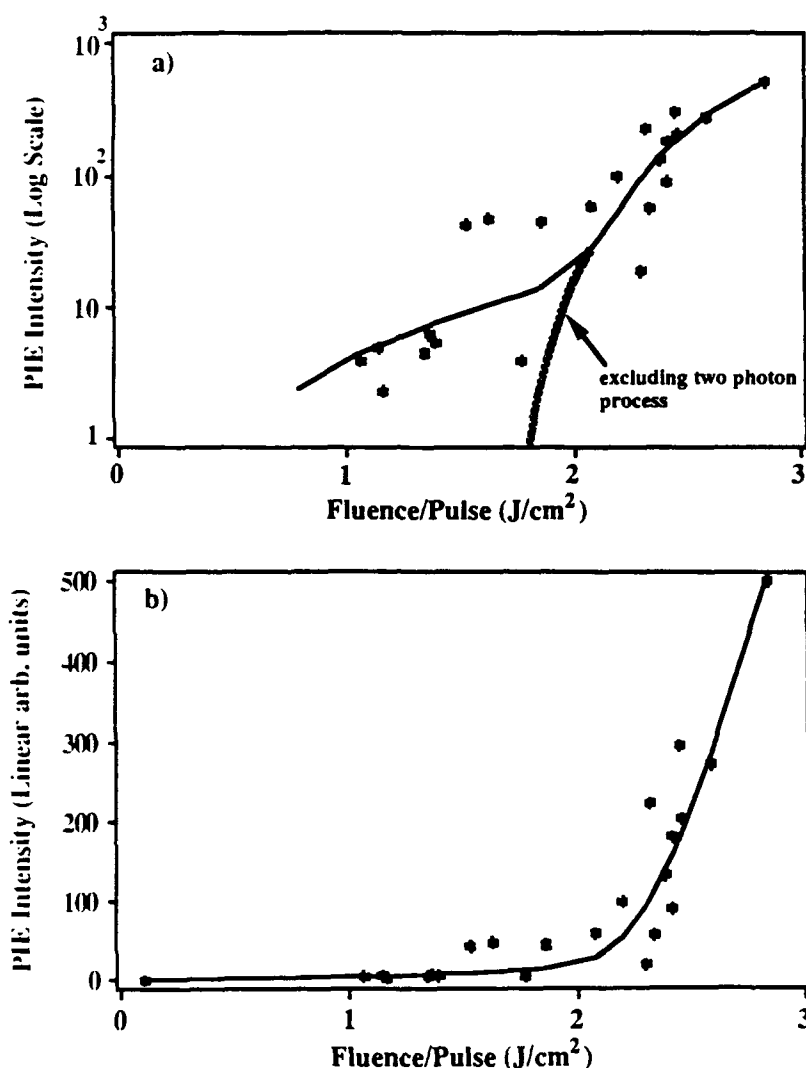 a)
PIE Intensity (Log Scale)
10³
10²
10
1
0 1 2 3
excluding two photon
process
Fluence/Pulse (J/cm²)
b)
PIE Intensity (Linear arb. units)
500
400
300
200
100
0
0 1 2 3
Fluence/Pulse (J/cm²)